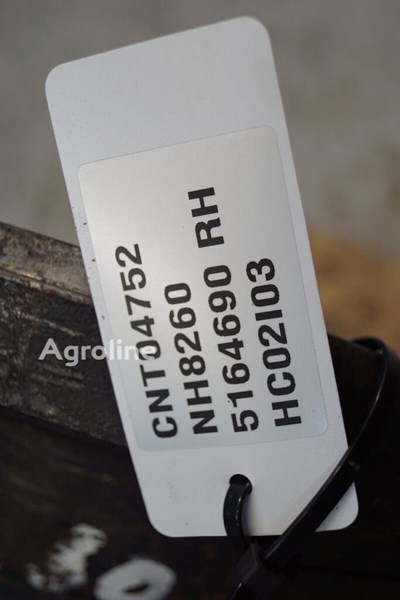 CNT04752
NH8260
5164690 RH
HC02I03
Agroline